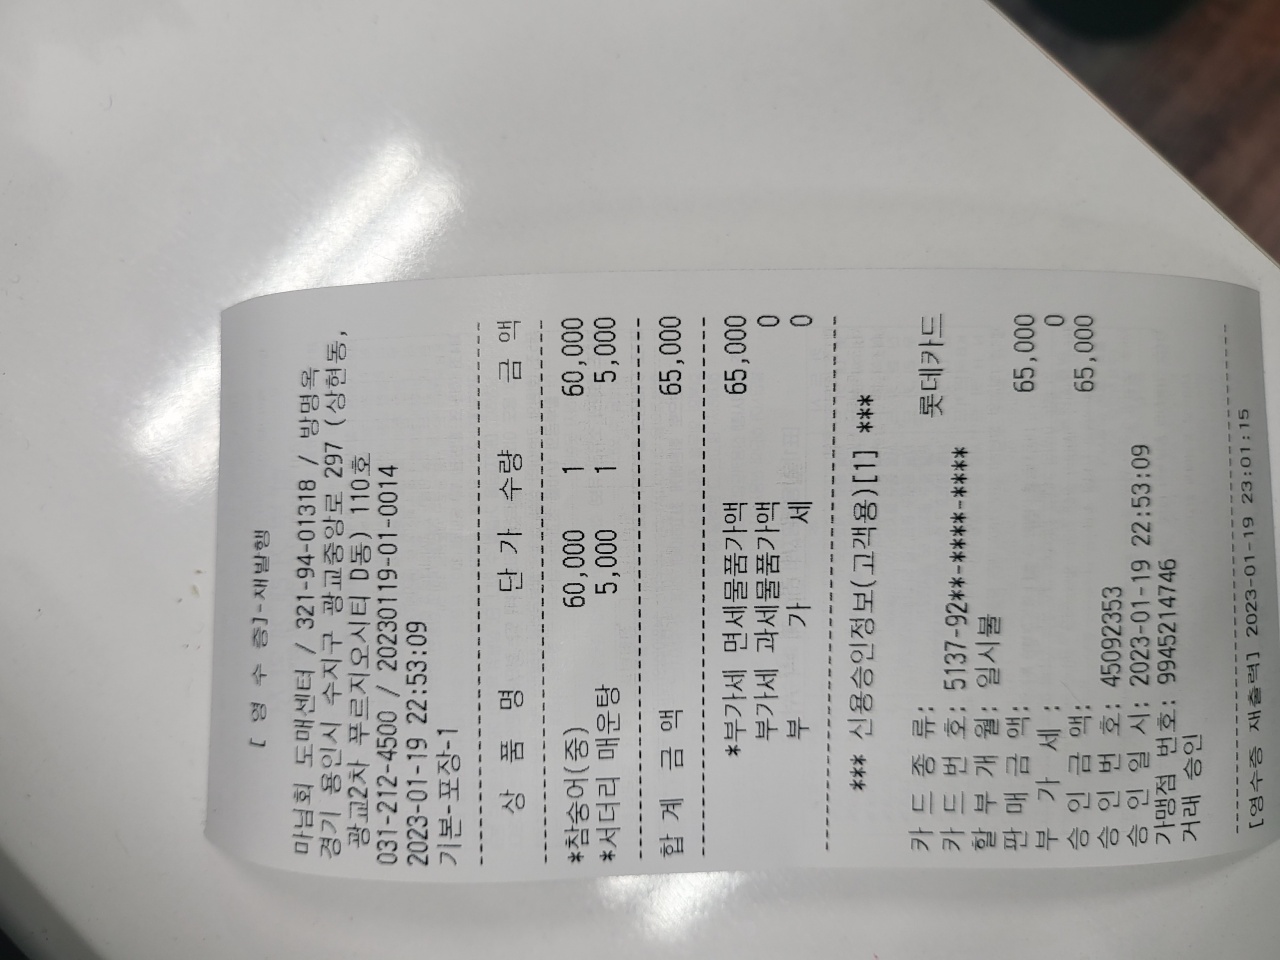 [ 영 수 증]-재발행
마님회 도매센터 / 321-94-01318 / 방명옥
경기 용인시 수지구 광교중앙로 297 (상현동,
광교2차 푸르지오시티 D동) 110호
031-212-4500 / 20230119-01-0014
2023-01-19 22:53:09
기본-포장-1
상 품 명 단 가 수량 금 액
*참숭어(중) 60,000 1 60,000
*서더리 매운탕 5,000 1 5,000
합 계 금 액 65,000
*부가세 면세물품가액 65,000
부가세 과세물품가액 0
부 가 세 0
*** 신용승인정보(고객용)[1] ***
카 드 종 류: 롯데카드
카 드 번 호: 5137-92**-****-****
할 부 개 월: 일시불
판 매 금 액: 65,000
부 가 세: 0
승 인 금 액: 65,000
승 인 번 호: 45092353
승 인 일 시: 2023-01-19 22:53:09
가맹점 번호: 9945214746
거래 승인
[영수증 재출력] 2023-01-19 23:01:15